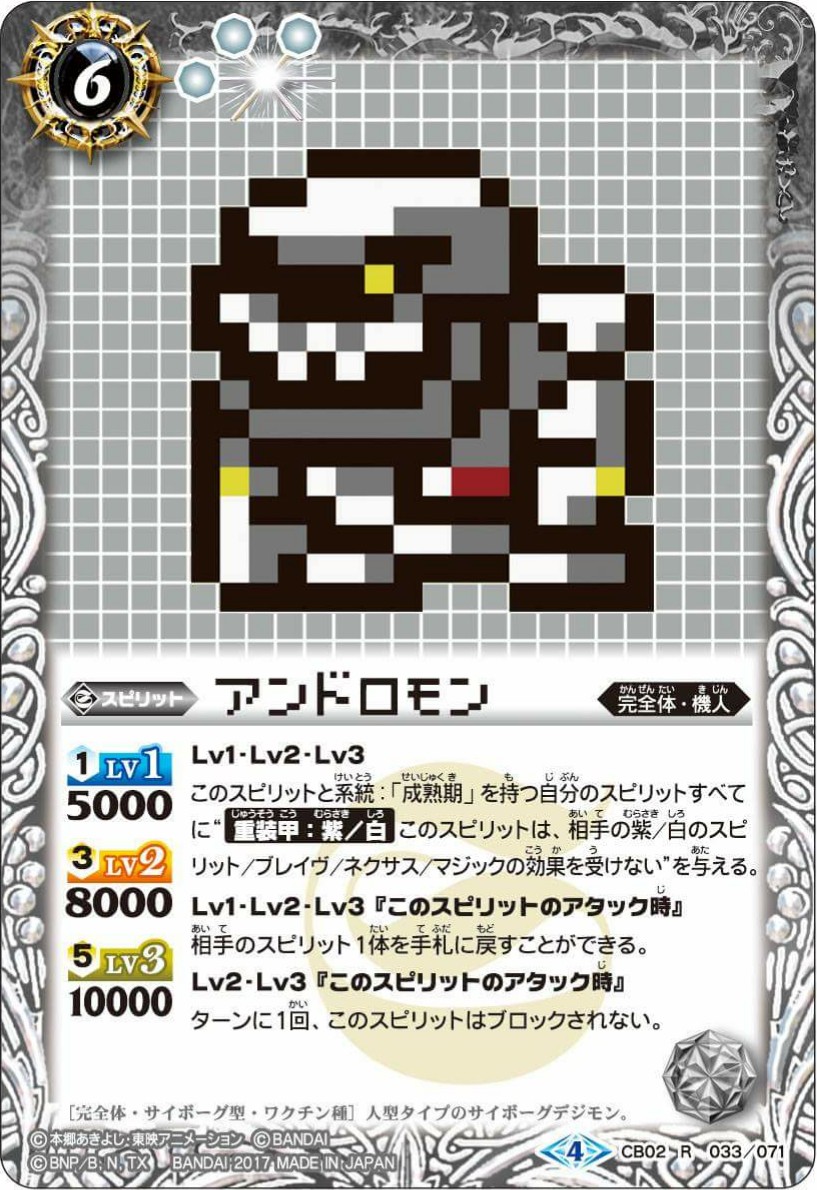 6
スピリット
アンドロモン
完全体・機人
1 LV1
5000
3 LV2
8000
5 LV3
10000
Lv1・Lv2・Lv3
このスピリットと系統：「成熟期」を持つ自分のスピリットすべて
に“重装甲：紫／白 このスピリットは、相手の紫／白のスピ
リット／ブレイヴ／ネクサス／マジックの効果を受けない”を与える。
Lv1・Lv2・Lv3『このスピリットのアタック時』
相手のスピリット1体を手札に戻すことができる。
Lv2・Lv3『このスピリットのアタック時』
ターンに1回、このスピリットはブロックされない。
［完全体・サイボーグ型・ワクチン種］人型タイプのサイボーグデジモン。
©本郷あきよし・東映アニメーション ©BANDAI
©BNP/B, N, TX BANDAI 2017 MADE IN JAPAN
4 CB02 R 033/071